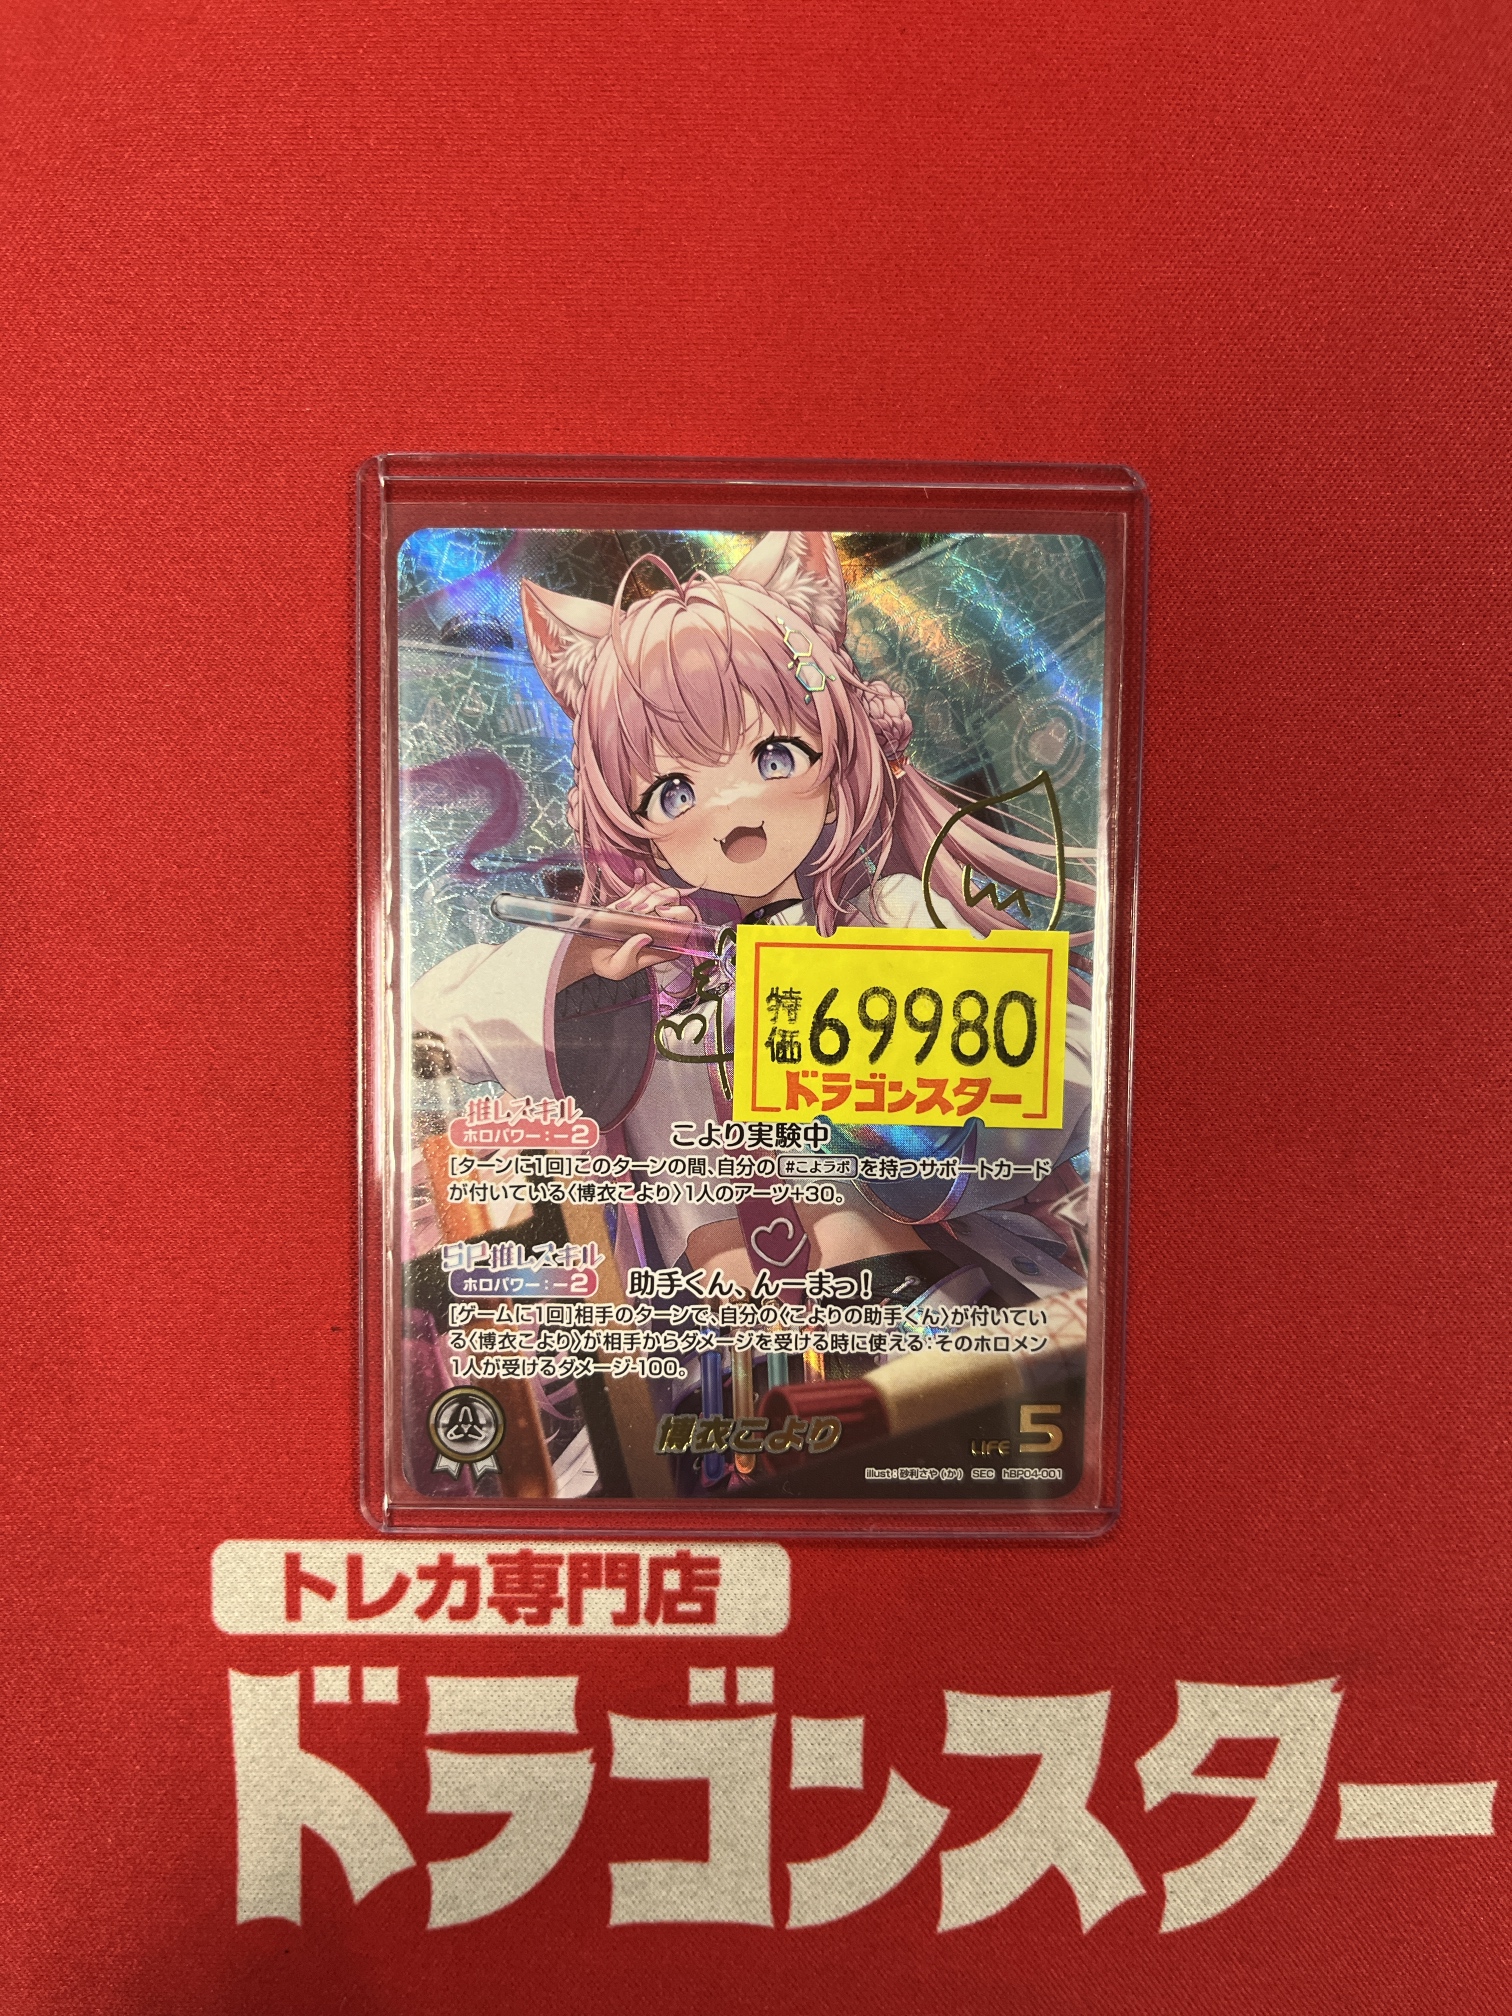 特価 69980
ドラゴンスター
推しスキル
ホロパワー：－2
こより実験中
[ターンに1回]このターンの間、自分の #こよラボ を持つサポートカード
が付いている〈博衣こより〉1人のアーツ+30。
SP推しスキル
ホロパワー：－2
助手くん、んーまっ！
[ゲームに1回]相手のターンで、自分の〈こよりの助手くん〉が付いてい
る〈博衣こより〉が相手からダメージを受ける時に使える：そのホロメン
1人が受けるダメージ-100。
博衣こより
LIFE 5
illust：砂利さや(か) SEC hBP04-001
トレカ専門店
ドラゴンスター